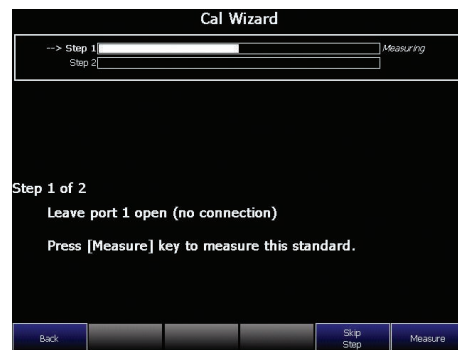 Cal Wizard
--> Step 1 Measuring
Step 2
Step 1 of 2
Leave port 1 open (no connection)
Press [Measure] key to measure this standard.
Back
Skip
Step
Measure